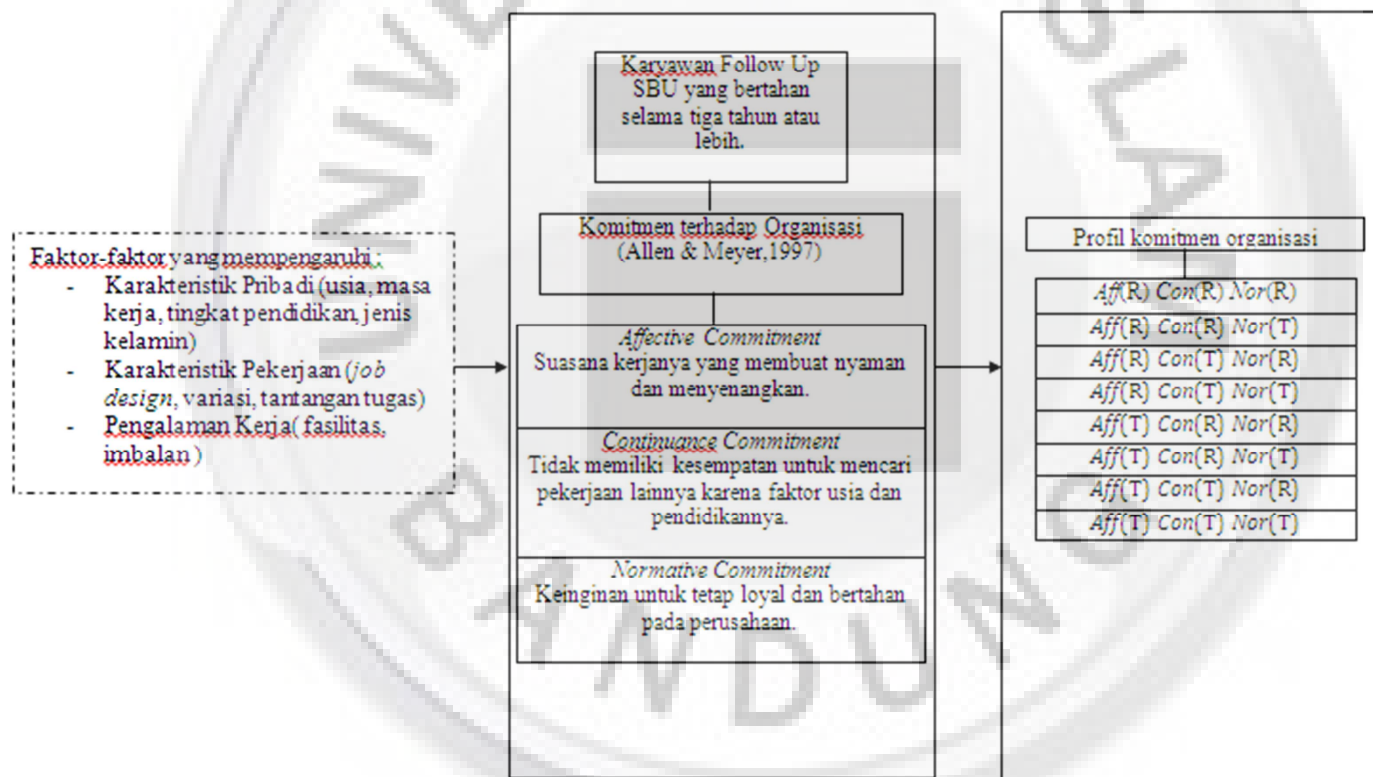 Faktor-faktor yang mempengaruhi :
- Karakteristik Pribadi (usia, masa
kerja, tingkat pendidikan, jenis
kelamin)
- Karakteristik Pekerjaan (job
design, variasi, tantangan tugas)
- Pengalaman Kerja( fasilitas,
imbalan )
Karyawan Follow Up
SBU yang bertahan
selama tiga tahun atau
lebih.
Komitmen terhadap Organisasi
(Allen & Meyer,1997)
Affective Commitment
Suasana kerjanya yang membuat nyaman
dan menyenangkan.
Continuance Commitment
Tidak memiliki kesempatan untuk mencari
pekerjaan lainnya karena faktor usia dan
pendidikannya.
Normative Commitment
Keinginan untuk tetap loyal dan bertahan
pada perusahaan.
Profil komitmen organisasi
Aff(R) Con(R) Nor(R)
Aff(R) Con(R) Nor(T)
Aff(R) Con(T) Nor(R)
Aff(R) Con(T) Nor(T)
Aff(T) Con(R) Nor(R)
Aff(T) Con(R) Nor(T)
Aff(T) Con(T) Nor(R)
Aff(T) Con(T) Nor(T)
BANDUNG